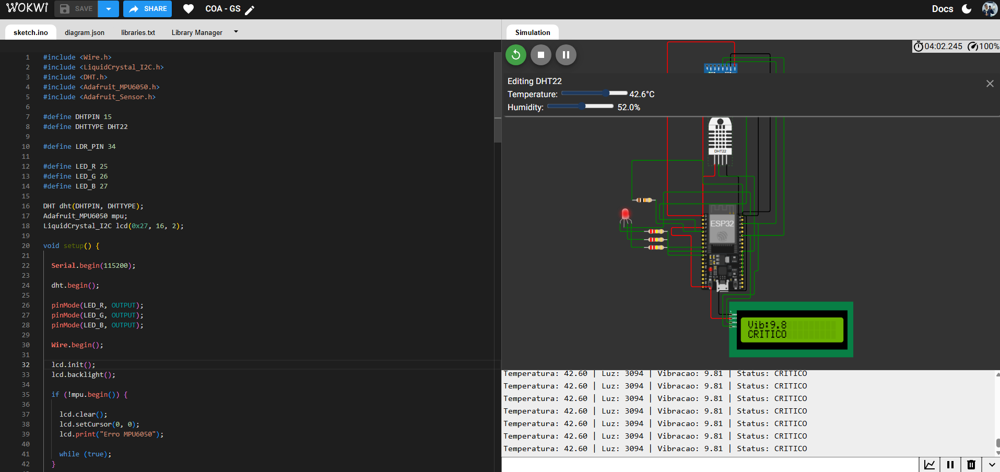 WOKWI SAVE SHARE COA - GS Docs
sketch.ino diagram.json libraries.txt Library Manager
1 #include <Wire.h>
2 #include <LiquidCrystal_I2C.h>
3 #include <DHT.h>
4 #include <Adafruit_MPU6050.h>
5 #include <Adafruit_Sensor.h>
6
7 #define DHTPIN 15
8 #define DHTTYPE DHT22
9
10 #define LDR_PIN 34
11
12 #define LED_R 25
13 #define LED_G 26
14 #define LED_B 27
15
16 DHT dht(DHTPIN, DHTTYPE);
17 Adafruit_MPU6050 mpu;
18 LiquidCrystal_I2C lcd(0x27, 16, 2);
19
20 void setup() {
21
22 Serial.begin(115200);
23
24 dht.begin();
25
26 pinMode(LED_R, OUTPUT);
27 pinMode(LED_G, OUTPUT);
28 pinMode(LED_B, OUTPUT);
29
30 Wire.begin();
31
32 lcd.init();
33 lcd.backlight();
34
35 if (!mpu.begin()) {
36
37 lcd.clear();
38 lcd.setCursor(0, 0);
39 lcd.print("Erro MPU6050");
40
41 while (true);
42 }
Simulation
04:02.245 100%
Editing DHT22
Temperature: 42.6°C
Humidity: 52.0%
DHT22
ESP32
Vib:9.8
CRITICO
Temperatura: 42.60 | Luz: 3094 | Vibracao: 9.81 | Status: CRITICO
Temperatura: 42.60 | Luz: 3094 | Vibracao: 9.81 | Status: CRITICO
Temperatura: 42.60 | Luz: 3094 | Vibracao: 9.81 | Status: CRITICO
Temperatura: 42.60 | Luz: 3094 | Vibracao: 9.81 | Status: CRITICO
Temperatura: 42.60 | Luz: 3094 | Vibracao: 9.81 | Status: CRITICO
Temperatura: 42.60 | Luz: 3094 | Vibracao: 9.81 | Status: CRITICO
Temperatura: 42.60 | Luz: 3094 | Vibracao: 9.81 | Status: CRITICO